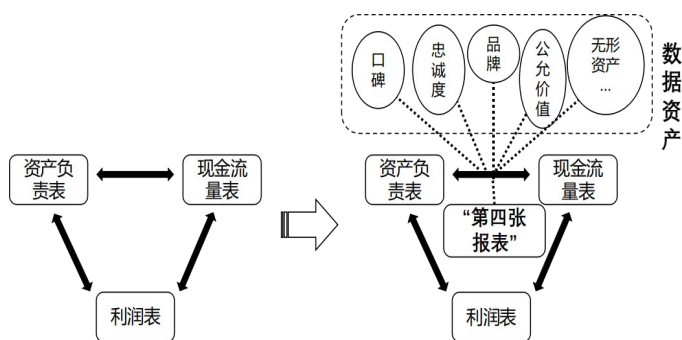 资产负
债表
现金流
量表
利润表
口
碑
忠
诚
度
品
牌
公
允
价
值
无形
资产
...
数
据
资
产
资产负
债表
现金流
量表
“第四张
报表”
利润表